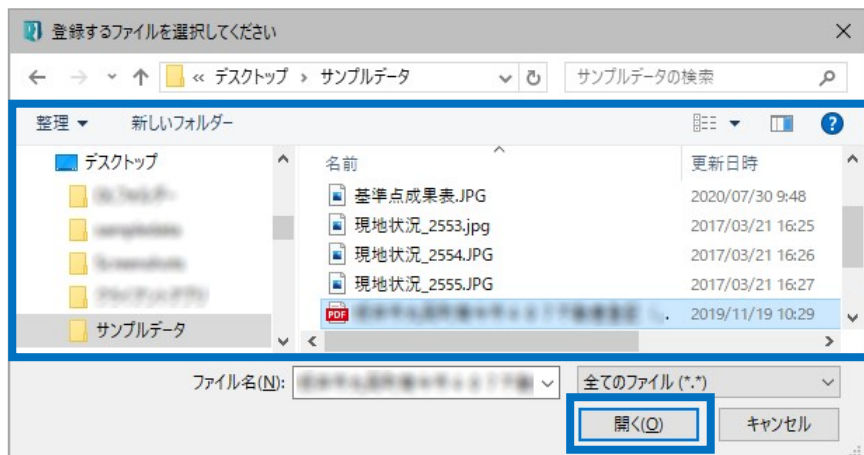 登録するファイルを選択してください
« デスクトップ › サンプルデータ
サンプルデータの検索
整理 ▼ 新しいフォルダー
デスクトップ
サンプルデータ
名前 更新日時
基準点成果表.JPG 2020/07/30 9:48
現地状況_2553.jpg 2017/03/21 16:25
現地状況_2554.JPG 2017/03/21 16:26
現地状況_2555.JPG 2017/03/21 16:27
PDF 2019/11/19 10:29
ファイル名(N):
全てのファイル (*.*)
開く(O) キャンセル